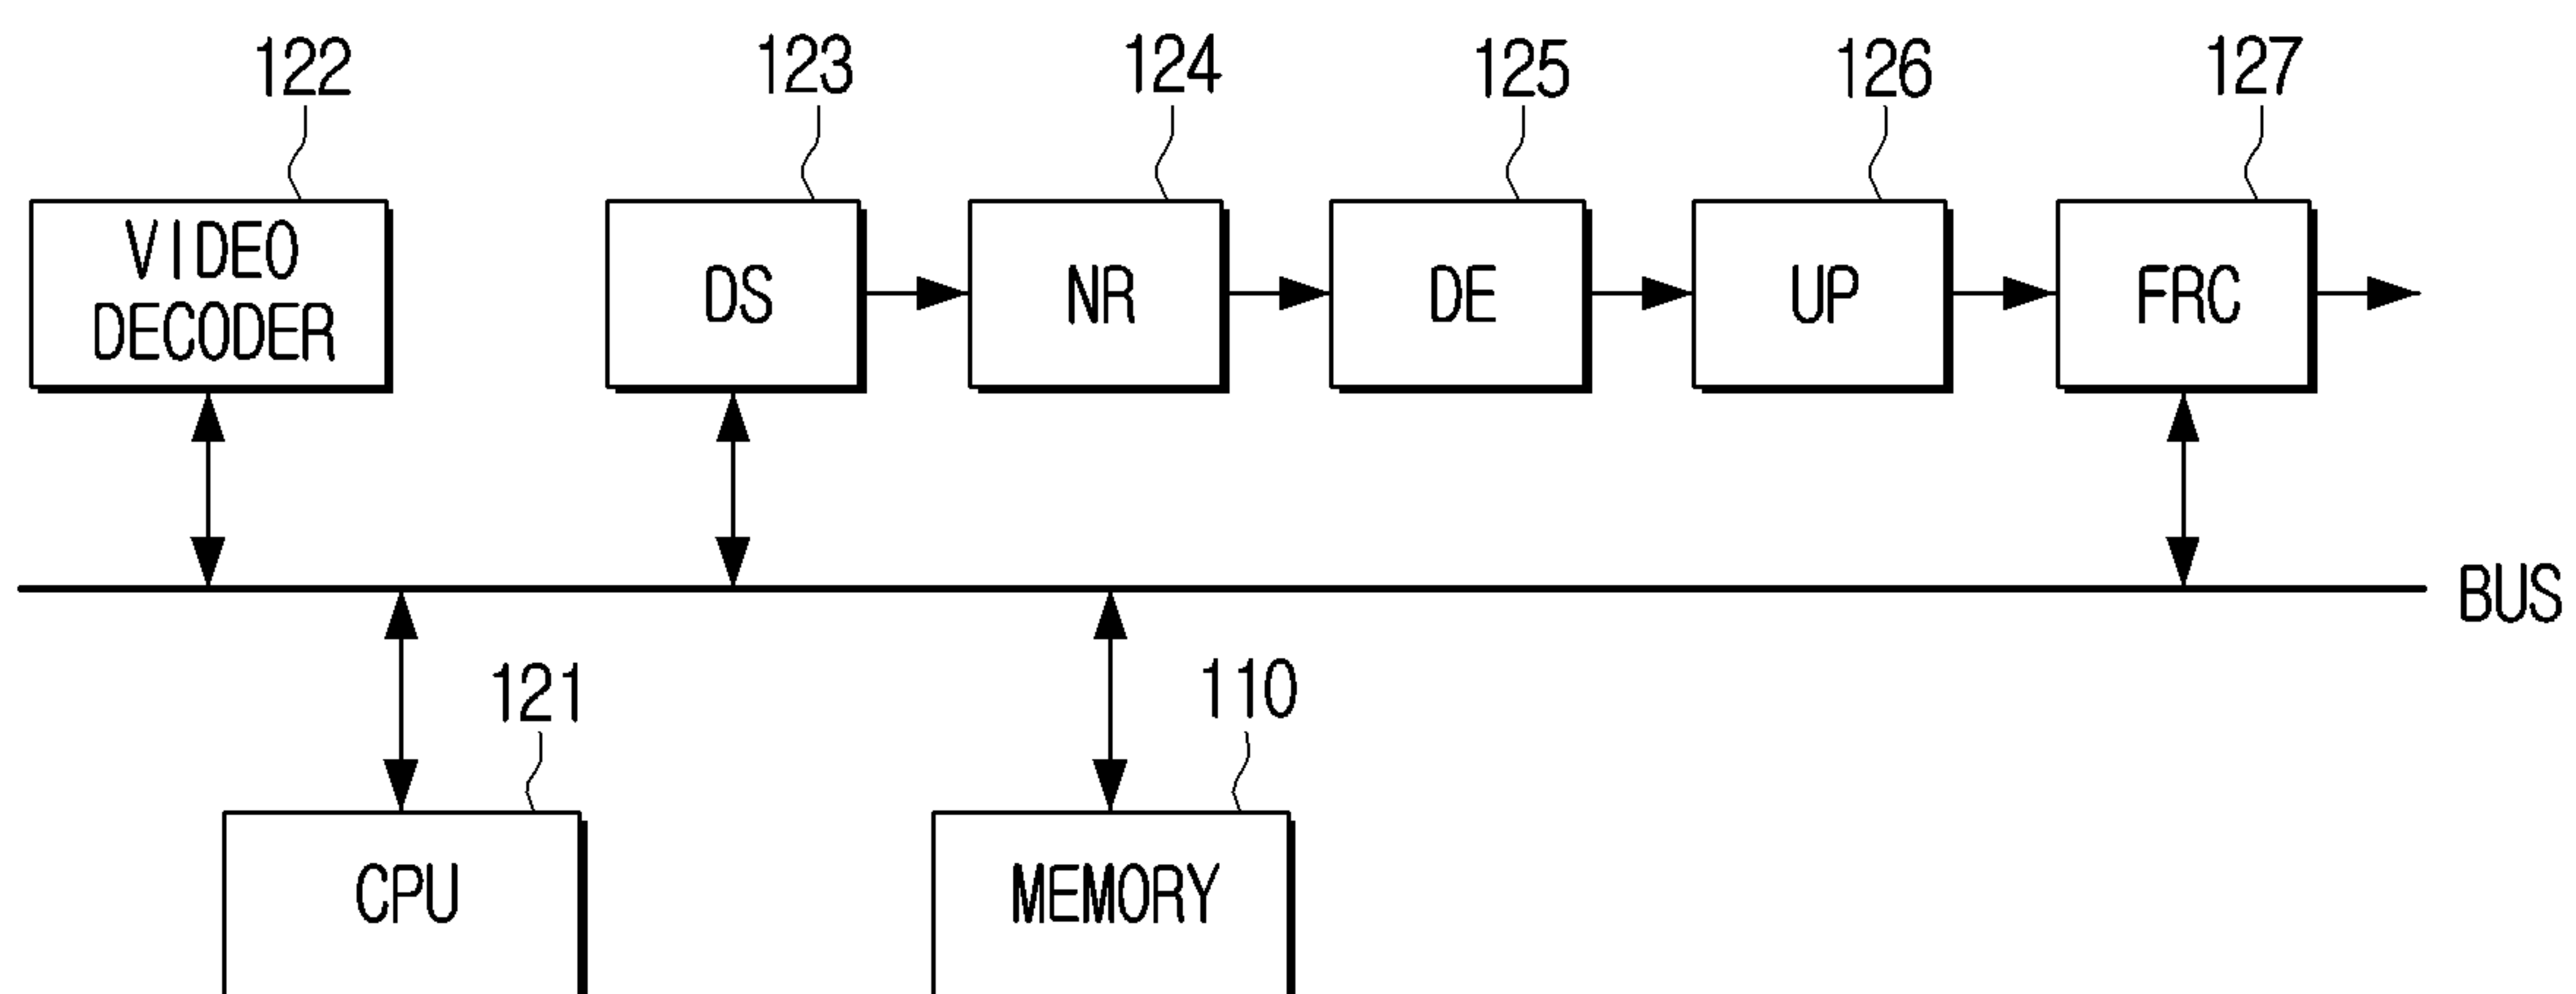 122
123
124
125
126
127
VIDEO
DECODER
DS
NR
DE
UP
FRC
BUS
121
110
CPU
MEMORY